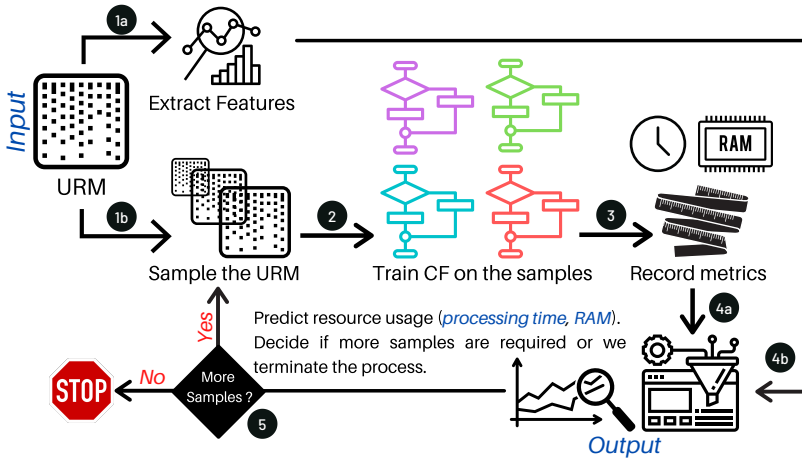 1a
Extract Features
Input
URM
1b
Sample the URM
2
Train CF on the samples
3
RAM
Record metrics
4a
4b
Predict resource usage (processing time, RAM).
Decide if more samples are required or we
terminate the process.
Yes
No
STOP
More
Samples ?
5
Output